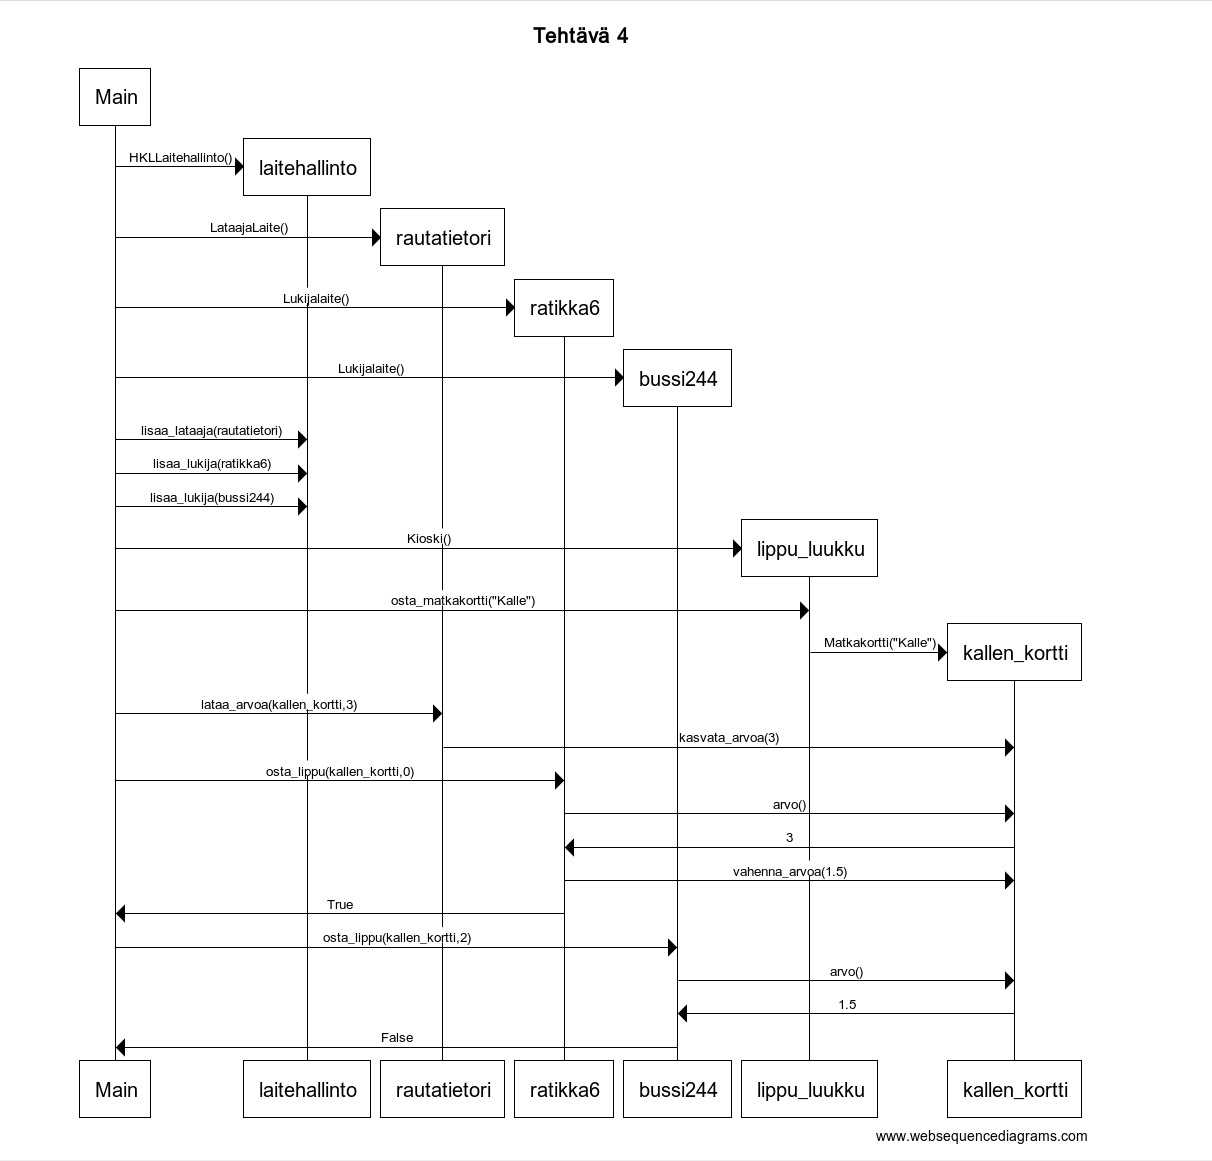 Tehtävä 4
Main
HKLLaitehallinto()
laitehallinto
LataajaLaite()
rautatietori
Lukijalaite()
ratikka6
Lukijalaite()
bussi244
lisaa_lataaja(rautatietori)
lisaa_lukija(ratikka6)
lisaa_lukija(bussi244)
Kioski()
lippu_luukku
osta_matkakortti("Kalle")
Matkakortti("Kalle")
kallen_kortti
lataa_arvoa(kallen_kortti,3)
kasvata_arvoa(3)
osta_lippu(kallen_kortti,0)
arvo()
3
vahenna_arvoa(1.5)
True
osta_lippu(kallen_kortti,2)
arvo()
1.5
False
Main
laitehallinto
rautatietori
ratikka6
bussi244
lippu_luukku
kallen_kortti
www.websequencediagrams.com